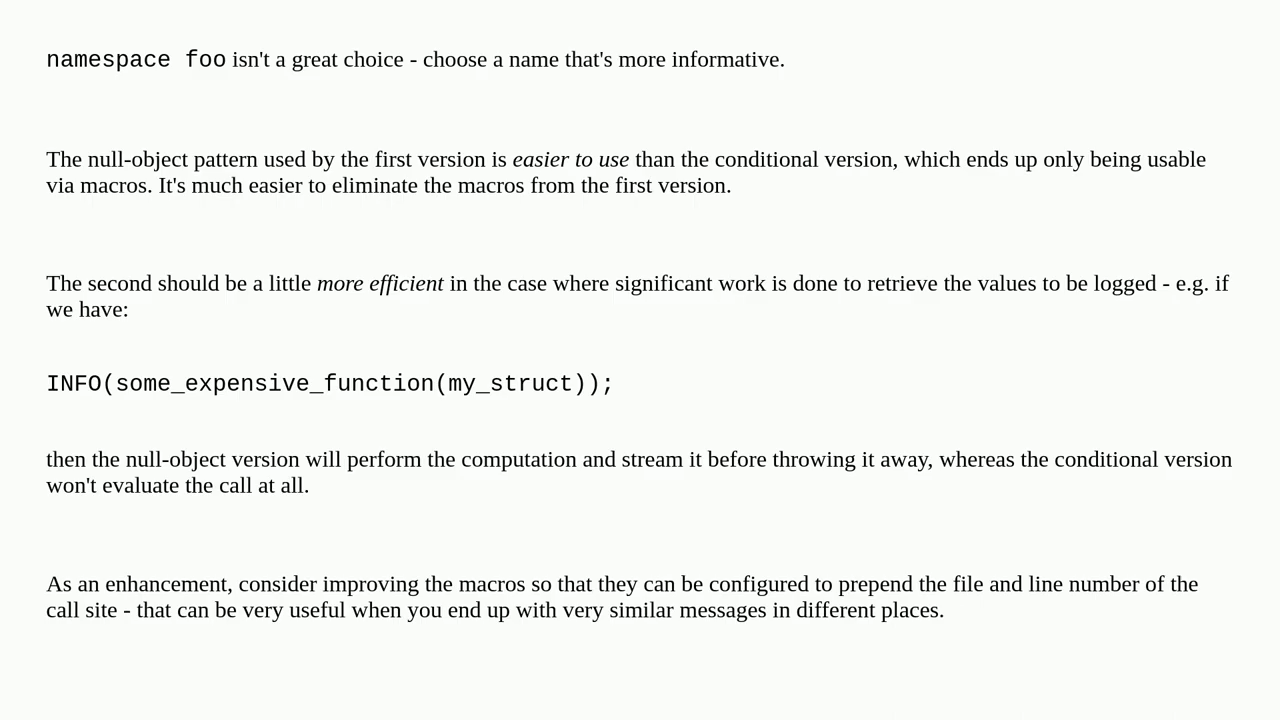 namespace foo isn't a great choice - choose a name that's more informative.
The null-object pattern used by the first version is easier to use than the conditional version, which ends up only being usable
via macros. It's much easier to eliminate the macros from the first version.
The second should be a little more efficient in the case where significant work is done to retrieve the values to be logged - e.g. if
we have:
INFO(some_expensive_function(my_struct));
then the null-object version will perform the computation and stream it before throwing it away, whereas the conditional version
won't evaluate the call at all.
As an enhancement, consider improving the macros so that they can be configured to prepend the file and line number of the
call site - that can be very useful when you end up with very similar messages in different places.